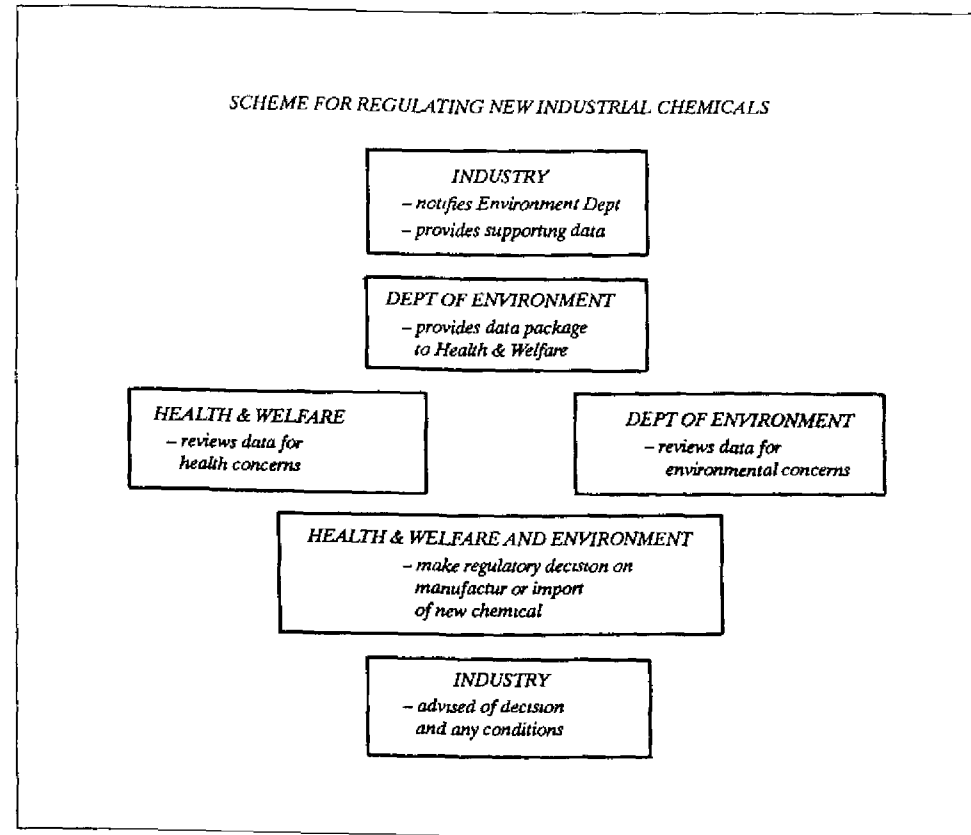 SCHEME FOR REGULATING NEW INDUSTRIAL CHEMICALS
INDUSTRY
– notifies Environment Dept
– provides supporting data
DEPT OF ENVIRONMENT
– provides data package
to Health & Welfare
HEALTH & WELFARE
– reviews data for
health concerns
DEPT OF ENVIRONMENT
– reviews data for
environmental concerns
HEALTH & WELFARE AND ENVIRONMENT
– make regulatory decision on
manufactur or import
of new chemical
INDUSTRY
– advised of decision
and any conditions